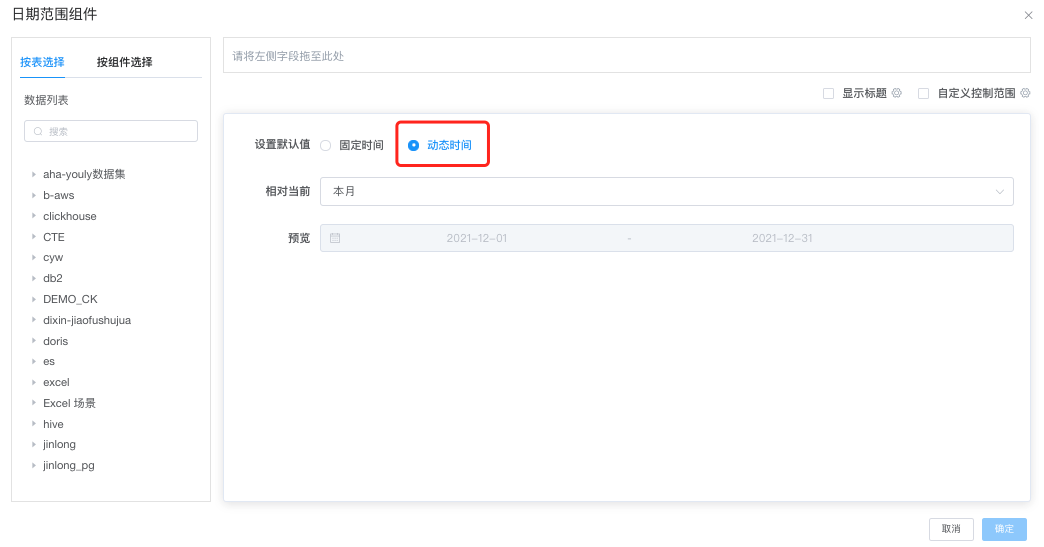 日期范围组件
按表选择 按组件选择
数据列表
搜索
aha-youly数据集
b-aws
clickhouse
CTE
cyw
db2
DEMO_CK
dixin-jiaofushujua
doris
es
excel
Excel 场景
hive
jinlong
jinlong_pg
请将左侧字段拖至此处
显示标题 自定义控制范围
设置默认值 固定时间 动态时间
相对当前 本月
预览 2021-12-01 - 2021-12-31
取消 确定